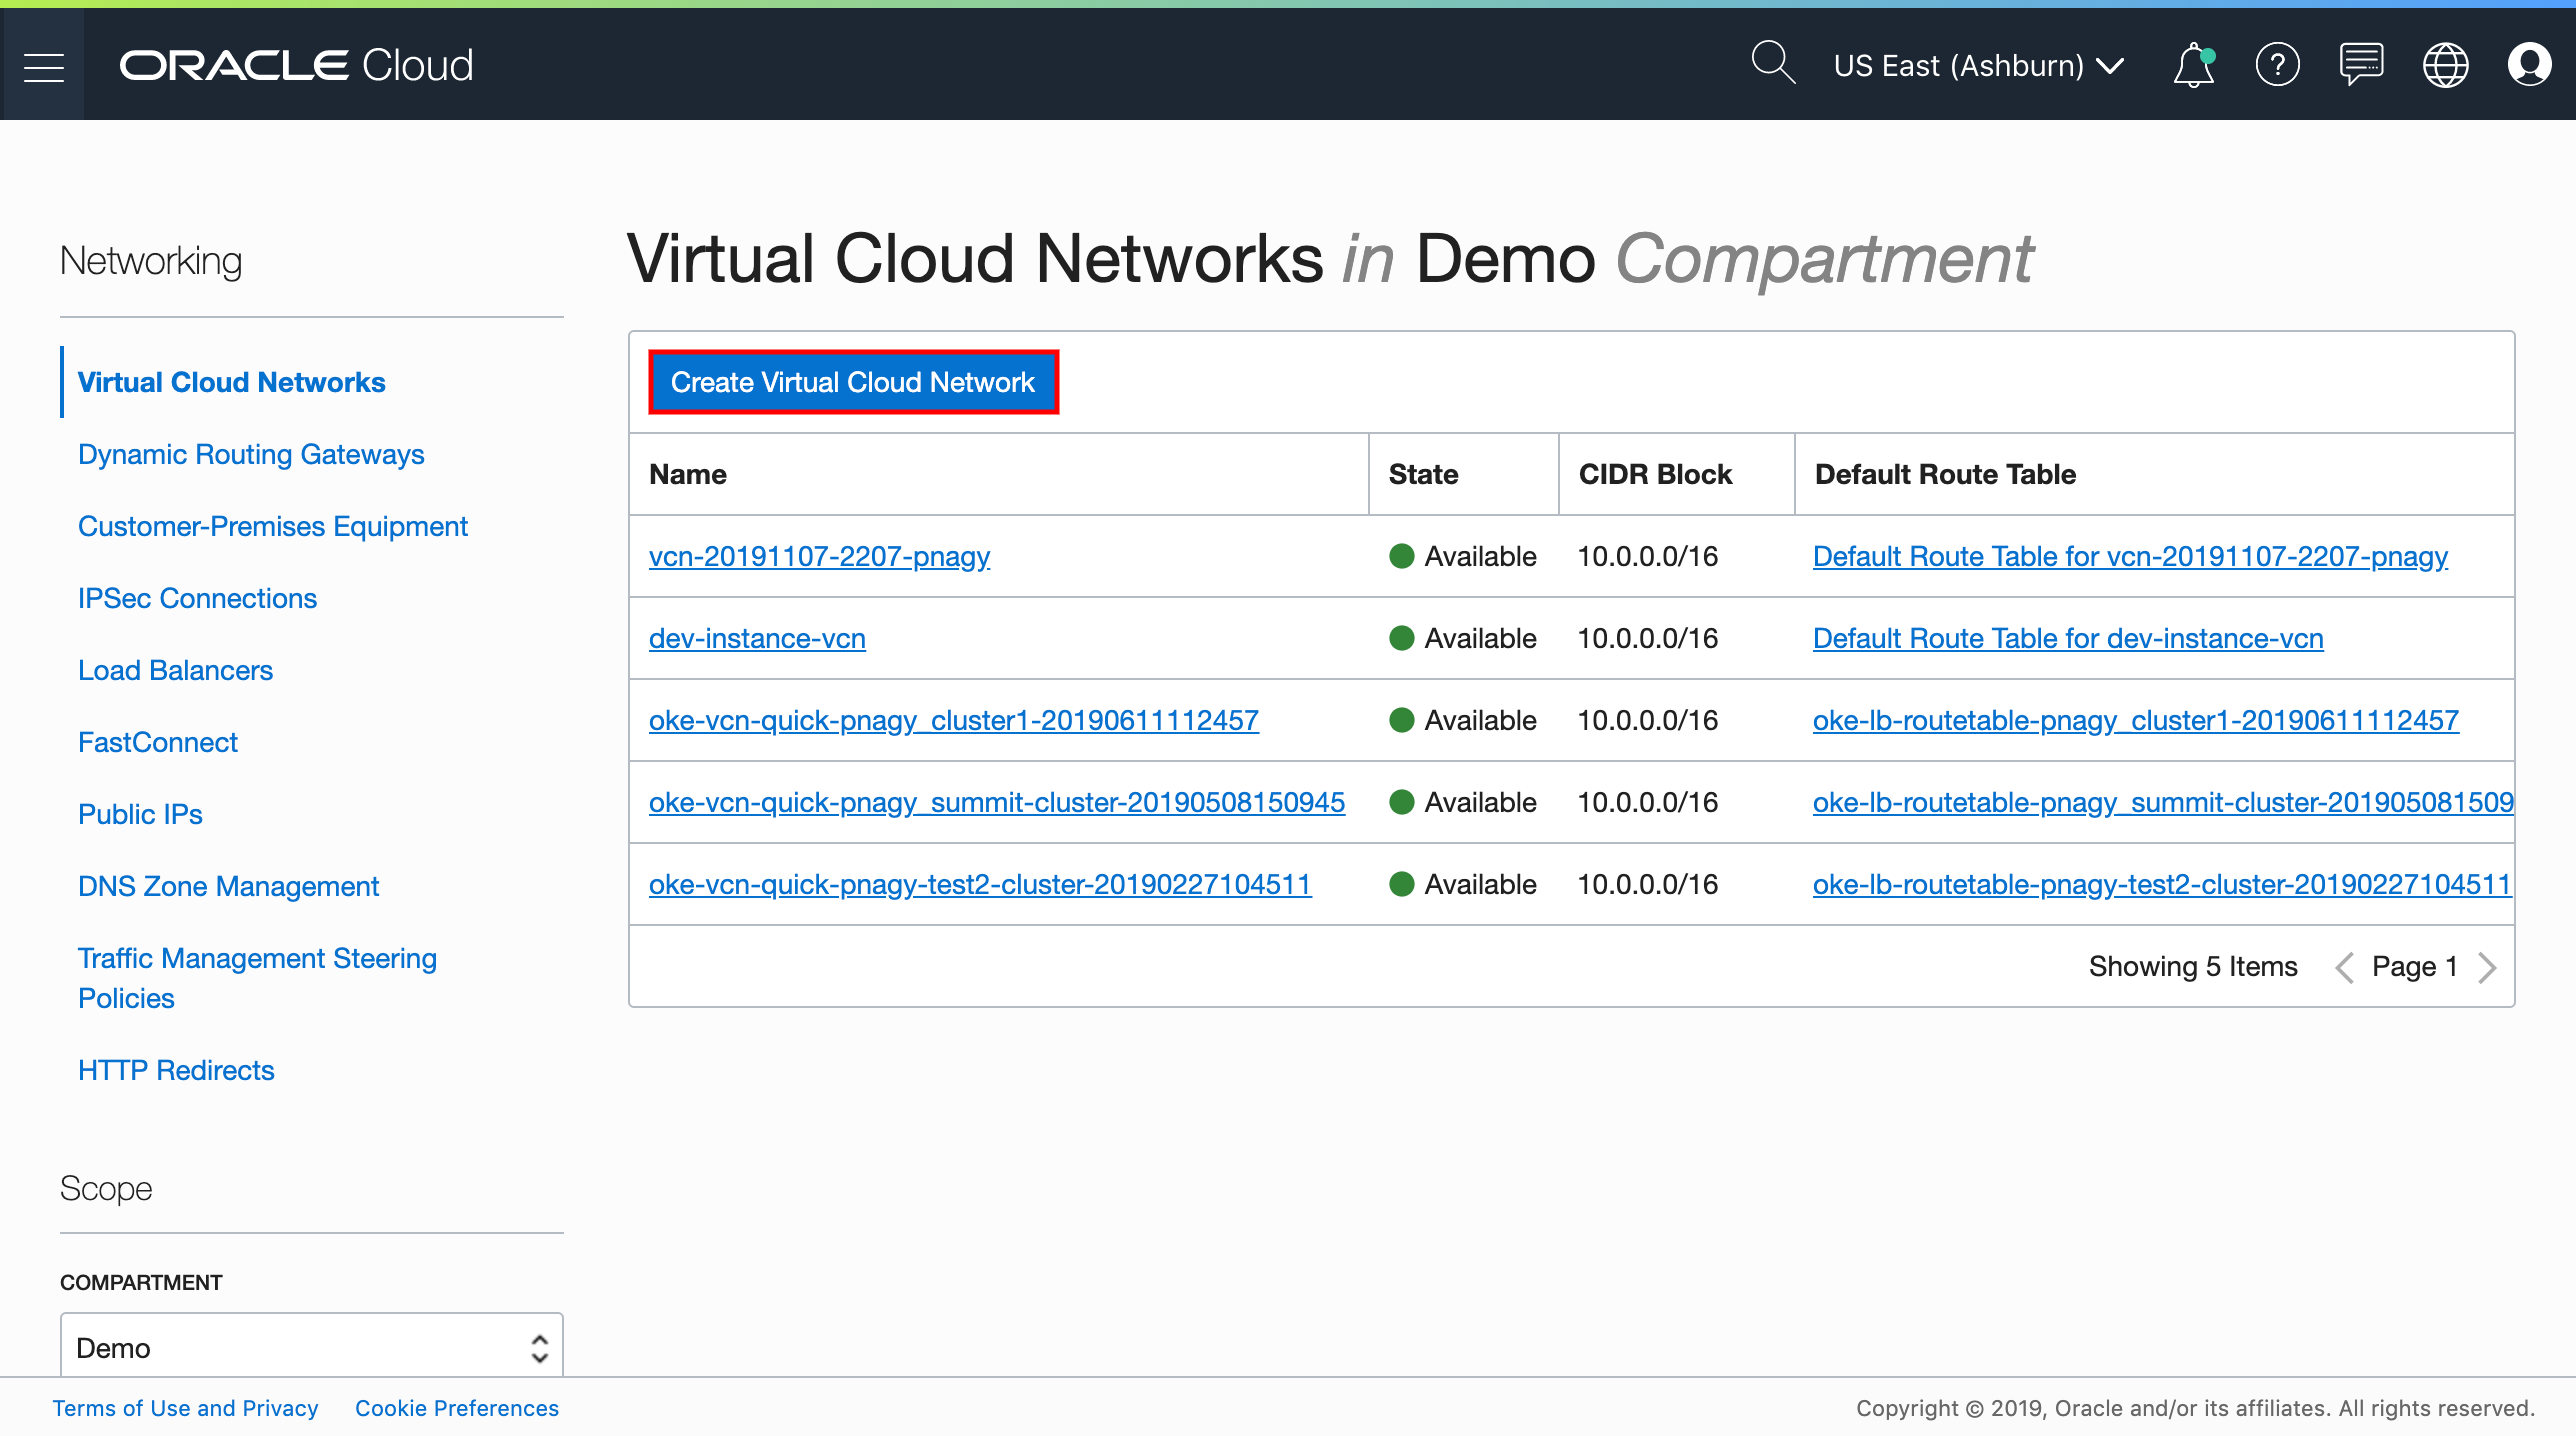 ORACLE Cloud
US East (Ashburn)
Networking
Virtual Cloud Networks
Dynamic Routing Gateways
Customer-Premises Equipment
IPSec Connections
Load Balancers
FastConnect
Public IPs
DNS Zone Management
Traffic Management Steering
Policies
HTTP Redirects
Scope
COMPARTMENT
Demo
Virtual Cloud Networks in Demo Compartment
Create Virtual Cloud Network
Name State CIDR Block Default Route Table
vcn-20191107-2207-pnagy Available 10.0.0.0/16 Default Route Table for vcn-20191107-2207-pnagy
dev-instance-vcn Available 10.0.0.0/16 Default Route Table for dev-instance-vcn
oke-vcn-quick-pnagy_cluster1-20190611112457 Available 10.0.0.0/16 oke-lb-routetable-pnagy_cluster1-20190611112457
oke-vcn-quick-pnagy_summit-cluster-20190508150945 Available 10.0.0.0/16 oke-lb-routetable-pnagy_summit-cluster-201905081509
oke-vcn-quick-pnagy-test2-cluster-20190227104511 Available 10.0.0.0/16 oke-lb-routetable-pnagy-test2-cluster-20190227104511
Showing 5 Items Page 1
Terms of Use and Privacy Cookie Preferences
Copyright © 2019, Oracle and/or its affiliates. All rights reserved.